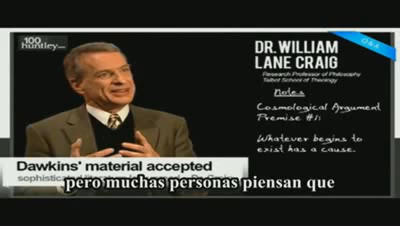 100
huntley
Q&A
DR. WILLIAM
LANE CRAIG
Research Professor of Philosophy
Talbot School of Theology
Notes
Cosmological Argument
Premise #1:
Whatever begins to
exist has a cause.
Dawkins' material accepted
pero muchas personas piensan que